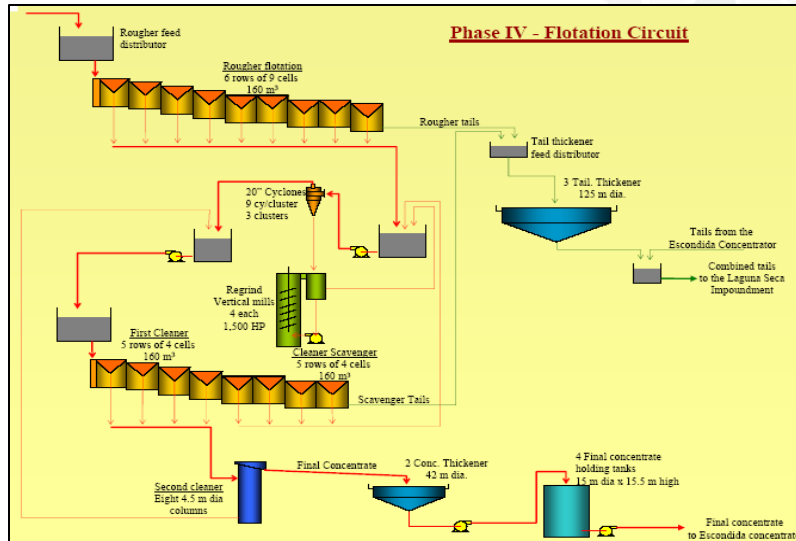 Phase IV - Flotation Circuit
Rougher feed
distributor
Rougher flotation
6 rows of 9 cells
160 m³
Rougher tails
Tail thickener
feed distributor
3 Tail. Thickener
125 m dia.
20" Cyclones
9 cy/cluster
3 clusters
Tails from the
Escondida Concentrator
Combined tails
to the Laguna Seca
Impoundment
Regrind
Vertical mills
4 each
1,500 HP
First Cleaner
5 rows of 4 cells
160 m³
Cleaner Scavenger
5 rows of 4 cells
160 m³
Scavenger Tails
Final Concentrate
2 Conc. Thickener
42 m dia.
4 Final concentrate
holding tanks
15 m dia x 15.5 m high
Second cleaner
Eight 4.5 m dia
columns
Final concentrate
to Escondida concentrat